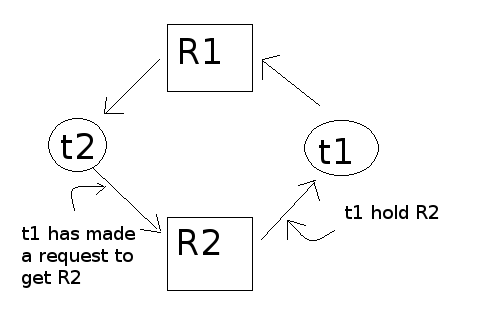 R1
t2
t1
R2
t1 hold R2
t1 has made
a request to
get R2